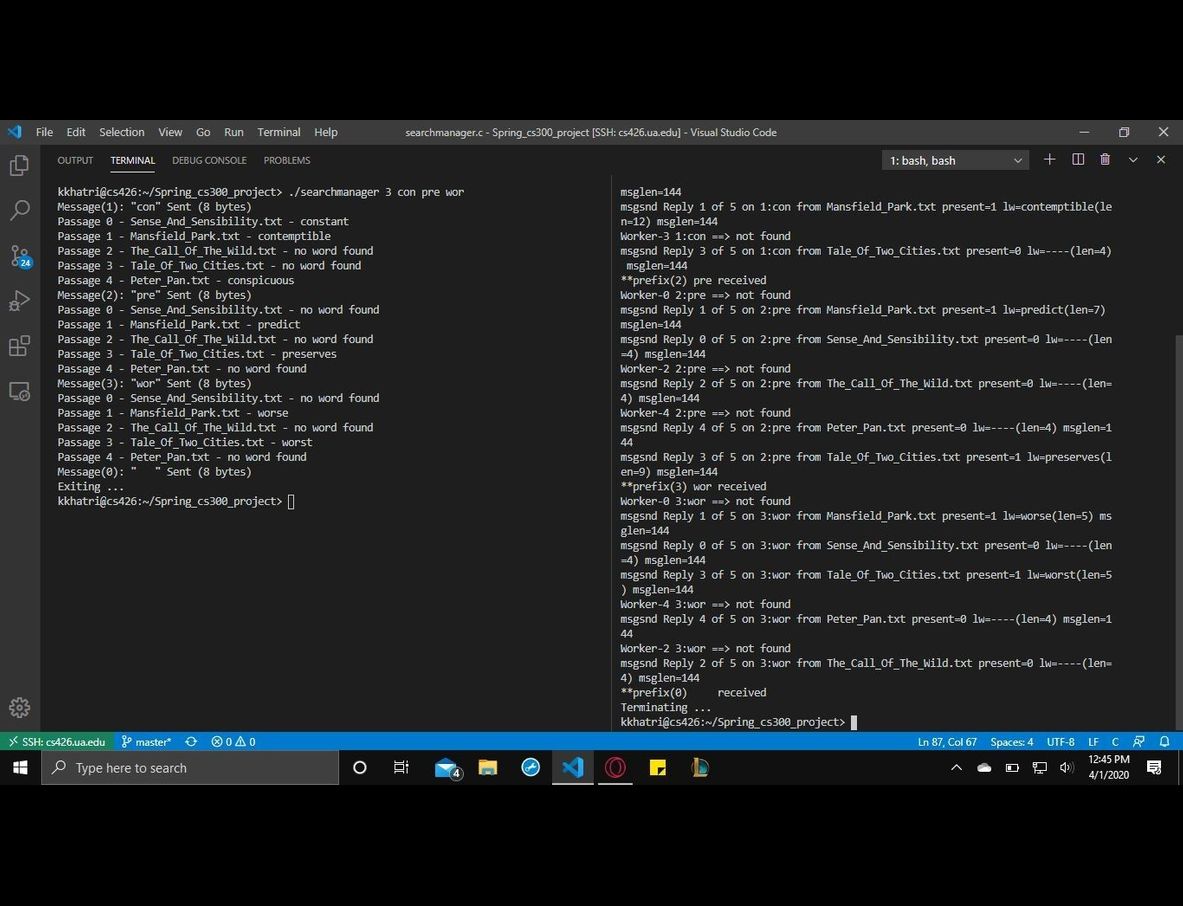 File Edit Selection View Go Run Terminal Help searchmanager.c - Spring_cs300_project [SSH: cs426.ua.edu] - Visual Studio Code
OUTPUT TERMINAL DEBUG CONSOLE PROBLEMS 1: bash, bash
kkhatri@cs426:~/Spring_cs300_project> ./searchmanager 3 con pre wor
Message(1): "con" Sent (8 bytes)
Passage 0 - Sense_And_Sensibility.txt - constant
Passage 1 - Mansfield_Park.txt - contemptible
Passage 2 - The_Call_Of_The_Wild.txt - no word found
Passage 3 - Tale_Of_Two_Cities.txt - no word found
Passage 4 - Peter_Pan.txt - conspicuous
Message(2): "pre" Sent (8 bytes)
Passage 0 - Sense_And_Sensibility.txt - no word found
Passage 1 - Mansfield_Park.txt - predict
Passage 2 - The_Call_Of_The_Wild.txt - no word found
Passage 3 - Tale_Of_Two_Cities.txt - preserves
Passage 4 - Peter_Pan.txt - no word found
Message(3): "wor" Sent (8 bytes)
Passage 0 - Sense_And_Sensibility.txt - no word found
Passage 1 - Mansfield_Park.txt - worse
Passage 2 - The_Call_Of_The_Wild.txt - no word found
Passage 3 - Tale_Of_Two_Cities.txt - worst
Passage 4 - Peter_Pan.txt - no word found
Message(0): "   " Sent (8 bytes)
Exiting ...
kkhatri@cs426:~/Spring_cs300_project>
msglen=144
msgsnd Reply 1 of 5 on 1:con from Mansfield_Park.txt present=1 lw=contemptible(le
n=12) msglen=144
Worker-3 1:con ==> not found
msgsnd Reply 3 of 5 on 1:con from Tale_Of_Two_Cities.txt present=0 lw=----(len=4)
 msglen=144
**prefix(2) pre received
Worker-0 2:pre ==> not found
msgsnd Reply 1 of 5 on 2:pre from Mansfield_Park.txt present=1 lw=predict(len=7)
msglen=144
msgsnd Reply 0 of 5 on 2:pre from Sense_And_Sensibility.txt present=0 lw=----(len
=4) msglen=144
Worker-2 2:pre ==> not found
msgsnd Reply 2 of 5 on 2:pre from The_Call_Of_The_Wild.txt present=0 lw=----(len=
4) msglen=144
Worker-4 2:pre ==> not found
msgsnd Reply 4 of 5 on 2:pre from Peter_Pan.txt present=0 lw=----(len=4) msglen=1
44
msgsnd Reply 3 of 5 on 2:pre from Tale_Of_Two_Cities.txt present=1 lw=preserves(l
en=9) msglen=144
**prefix(3) wor received
Worker-0 3:wor ==> not found
msgsnd Reply 1 of 5 on 3:wor from Mansfield_Park.txt present=1 lw=worse(len=5) ms
glen=144
msgsnd Reply 0 of 5 on 3:wor from Sense_And_Sensibility.txt present=0 lw=----(len
=4) msglen=144
msgsnd Reply 3 of 5 on 3:wor from Tale_Of_Two_Cities.txt present=1 lw=worst(len=5
) msglen=144
Worker-4 3:wor ==> not found
msgsnd Reply 4 of 5 on 3:wor from Peter_Pan.txt present=0 lw=----(len=4) msglen=1
44
Worker-2 3:wor ==> not found
msgsnd Reply 2 of 5 on 3:wor from The_Call_Of_The_Wild.txt present=0 lw=----(len=
4) msglen=144
**prefix(0)     received
Terminating ...
kkhatri@cs426:~/Spring_cs300_project>
24
SSH: cs426.ua.edu master* 0 0 Ln 87, Col 67 Spaces: 4 UTF-8 LF C
Type here to search 4 12:45 PM
4/1/2020